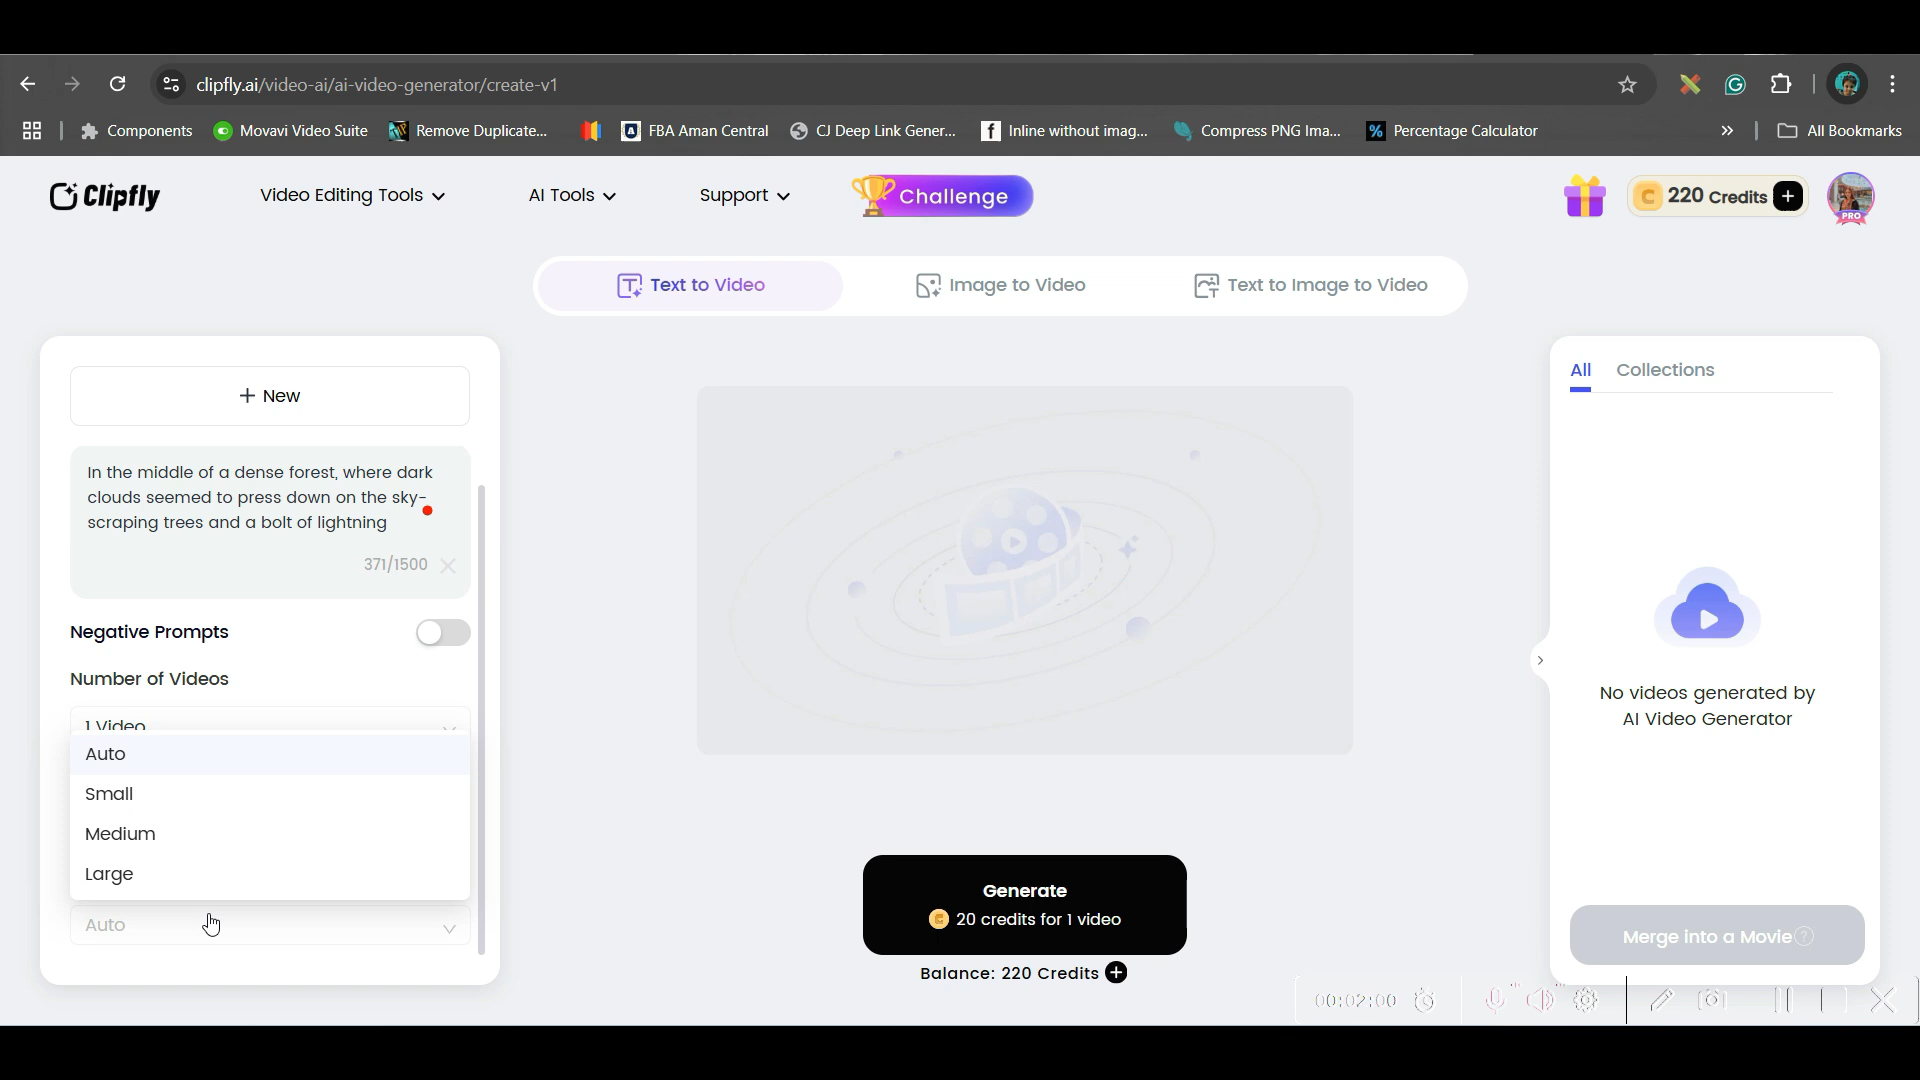 clipfly.ai/video-ai/ai-video-generator/create-v1
Components
Movavi Video Suite
Remove Duplicate...
FBA Aman Central
CJ Deep Link Gener...
Inline without imag...
Compress PNG Ima...
Percentage Calculator
All Bookmarks
Clipfly
Video Editing Tools
AI Tools
Support
Challenge
220 Credits
PRO
Text to Video
Image to Video
Text to Image to Video
New
In the middle of a dense forest, where dark
clouds seemed to press down on the sky-
scraping trees and a bolt of lightning
371/1500
Negative Prompts
Number of Videos
1 Video
Auto
Small
Medium
Large
Auto
Generate
20 credits for 1 video
Balance: 220 Credits
All
Collections
No videos generated by
AI Video Generator
Merge into a Movie
00:02:00